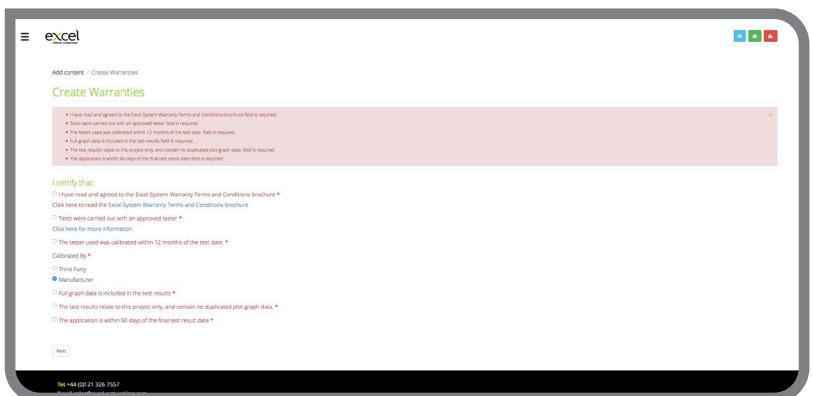 excel
without compromise.
Add content / Create Warranties
Create Warranties
I have read and agreed to the Excel System Warranty Terms and Conditions brochure field is required.
Tests were carried out with an approved tester field is required.
The tester used was calibrated within 12 months of the test date. field is required.
Full graph data is included in the test results field is required.
The test results relate to this project only, and contain no duplicated plot graph data. field is required.
The application is within 60 days of the final test result date field is required.
I certify that:
I have read and agreed to the Excel System Warranty Terms and Conditions brochure *
Click here to read the Excel System Warranty Terms and Conditions brochure
Tests were carried out with an approved tester *
Click here for more information
The tester used was calibrated within 12 months of the test date. *
Calibrated By *
Third Party
Manufacturer
Full graph data is included in the test results *
The test results relate to this project only, and contain no duplicated plot graph data. *
The application is within 60 days of the final test result date *
Next
Tel +44 (0)121 326 7557